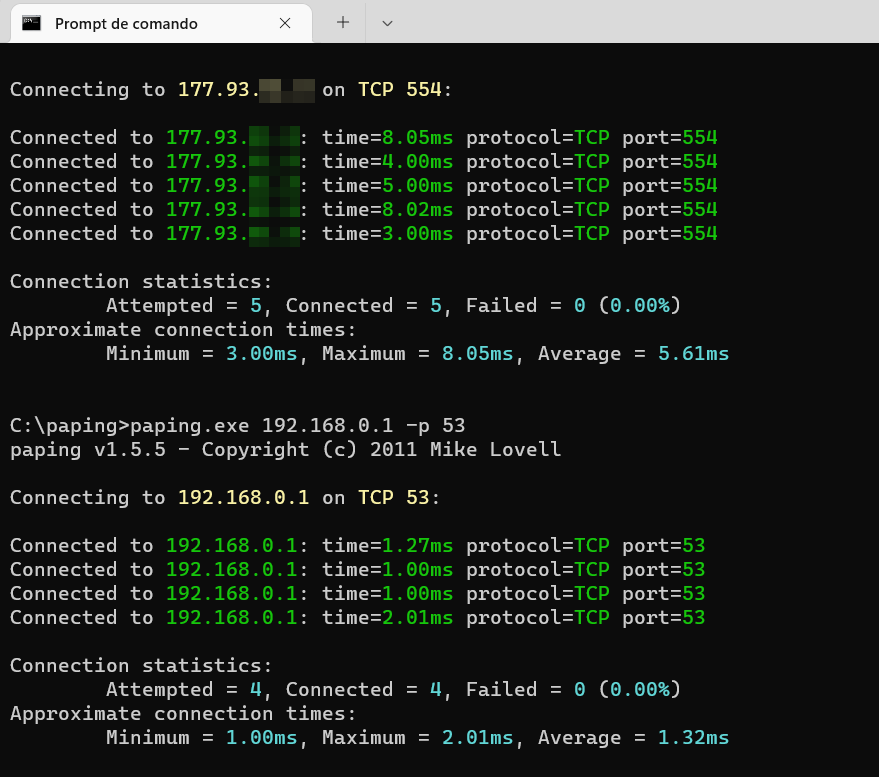 Prompt de comando
Connecting to 177.93. on TCP 554:
Connected to 177.93. : time=8.05ms protocol=TCP port=554
Connected to 177.93. : time=4.00ms protocol=TCP port=554
Connected to 177.93. : time=5.00ms protocol=TCP port=554
Connected to 177.93. : time=8.02ms protocol=TCP port=554
Connected to 177.93. : time=3.00ms protocol=TCP port=554
Connection statistics:
Attempted = 5, Connected = 5, Failed = 0 (0.00%)
Approximate connection times:
Minimum = 3.00ms, Maximum = 8.05ms, Average = 5.61ms
C:\paping>paping.exe 192.168.0.1 -p 53
paping v1.5.5 - Copyright (c) 2011 Mike Lovell
Connecting to 192.168.0.1 on TCP 53:
Connected to 192.168.0.1: time=1.27ms protocol=TCP port=53
Connected to 192.168.0.1: time=1.00ms protocol=TCP port=53
Connected to 192.168.0.1: time=1.00ms protocol=TCP port=53
Connected to 192.168.0.1: time=2.01ms protocol=TCP port=53
Connection statistics:
Attempted = 4, Connected = 4, Failed = 0 (0.00%)
Approximate connection times:
Minimum = 1.00ms, Maximum = 2.01ms, Average = 1.32ms